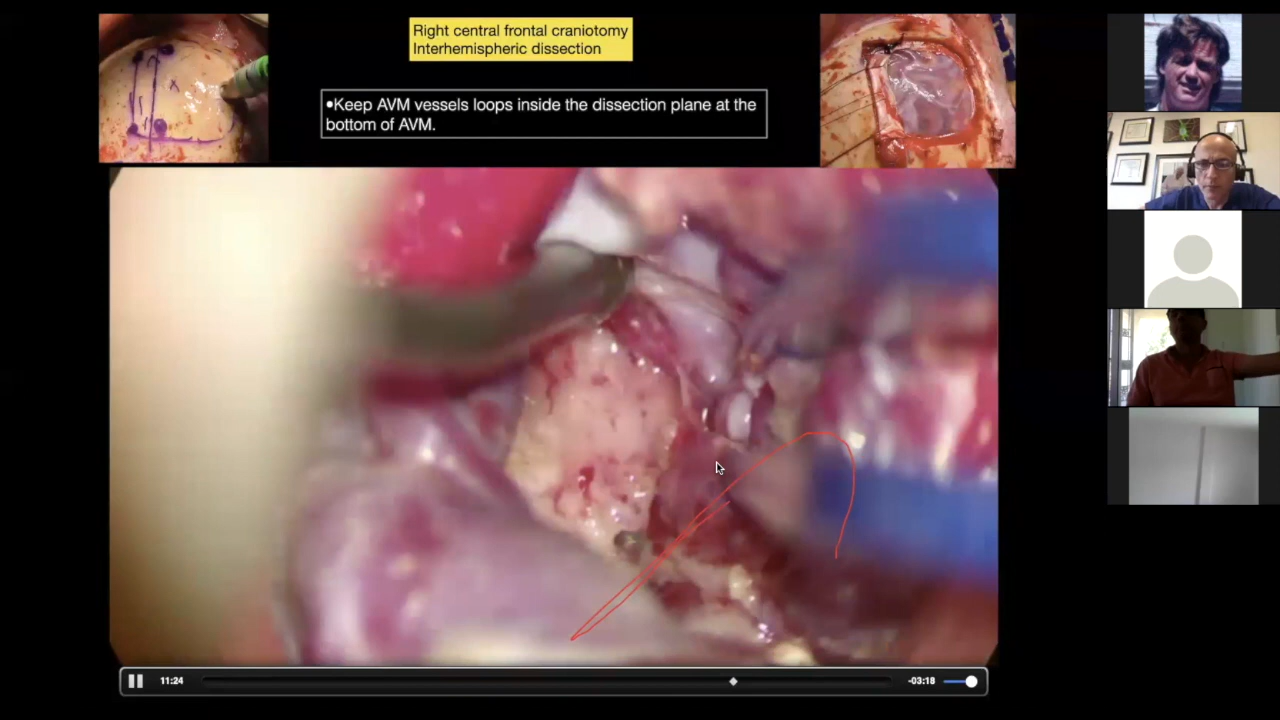 Right central frontal craniotomy
Interhemispheric dissection
•Keep AVM vessels loops inside the dissection plane at the
bottom of AVM.
11:24
-03:18